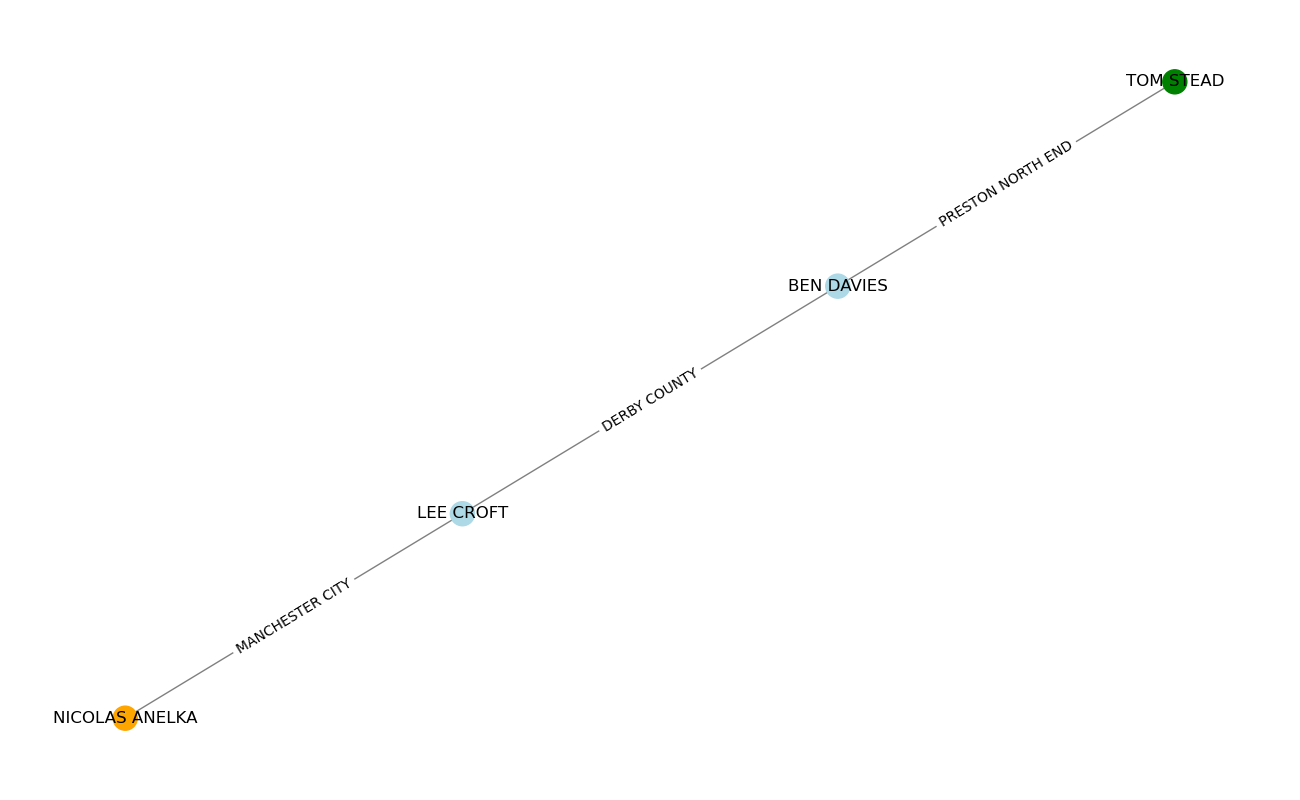 TOM STEAD
PRESTON NORTH END
BEN DAVIES
DERBY COUNTY
LEE CROFT
MANCHESTER CITY
NICOLAS ANELKA